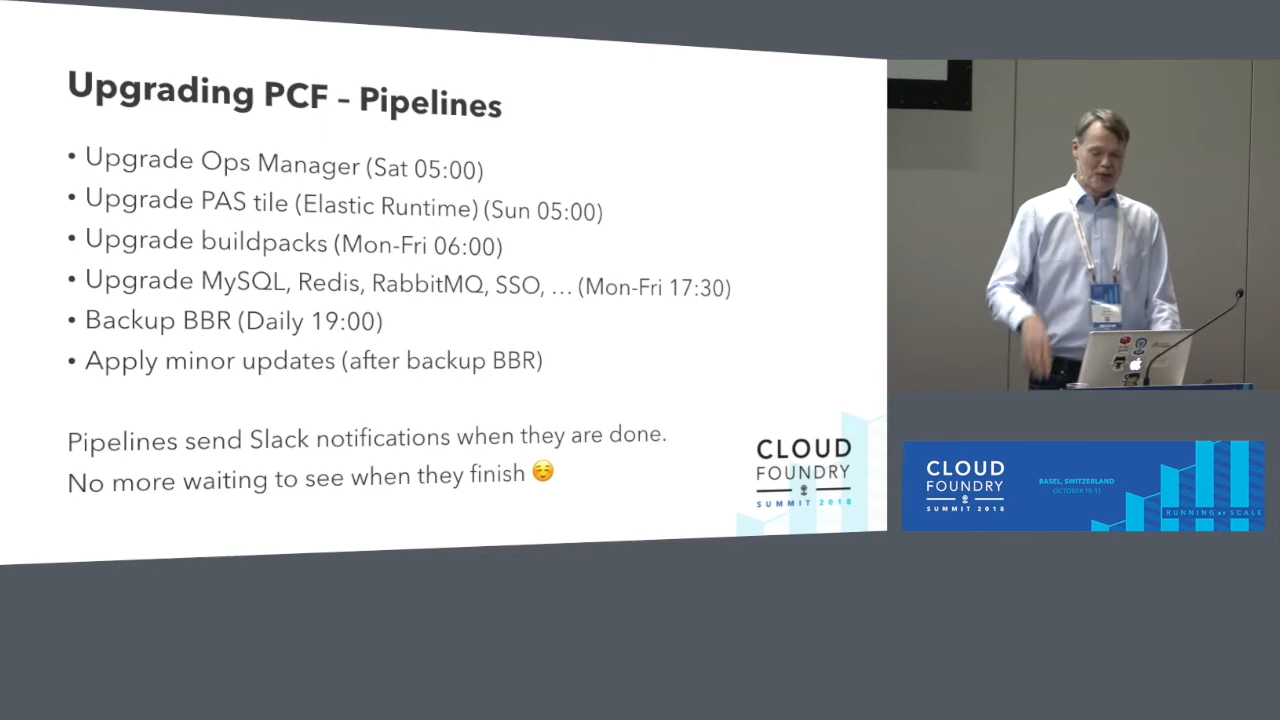 Upgrading PCF – Pipelines
• Upgrade Ops Manager (Sat 05:00)
• Upgrade PAS tile (Elastic Runtime) (Sun 05:00)
• Upgrade buildpacks (Mon-Fri 06:00)
• Upgrade MySQL, Redis, RabbitMQ, SSO, … (Mon-Fri 17:30)
• Backup BBR (Daily 19:00)
• Apply minor updates (after backup BBR)
Pipelines send Slack notifications when they are done.
No more waiting to see when they finish ☺️
CLOUD
FOUNDRY
SUMMIT 2018
CLOUD
FOUNDRY
SUMMIT 2018
BASEL, SWITZERLAND
OCTOBER 10-11
RUNNING AT SCALE